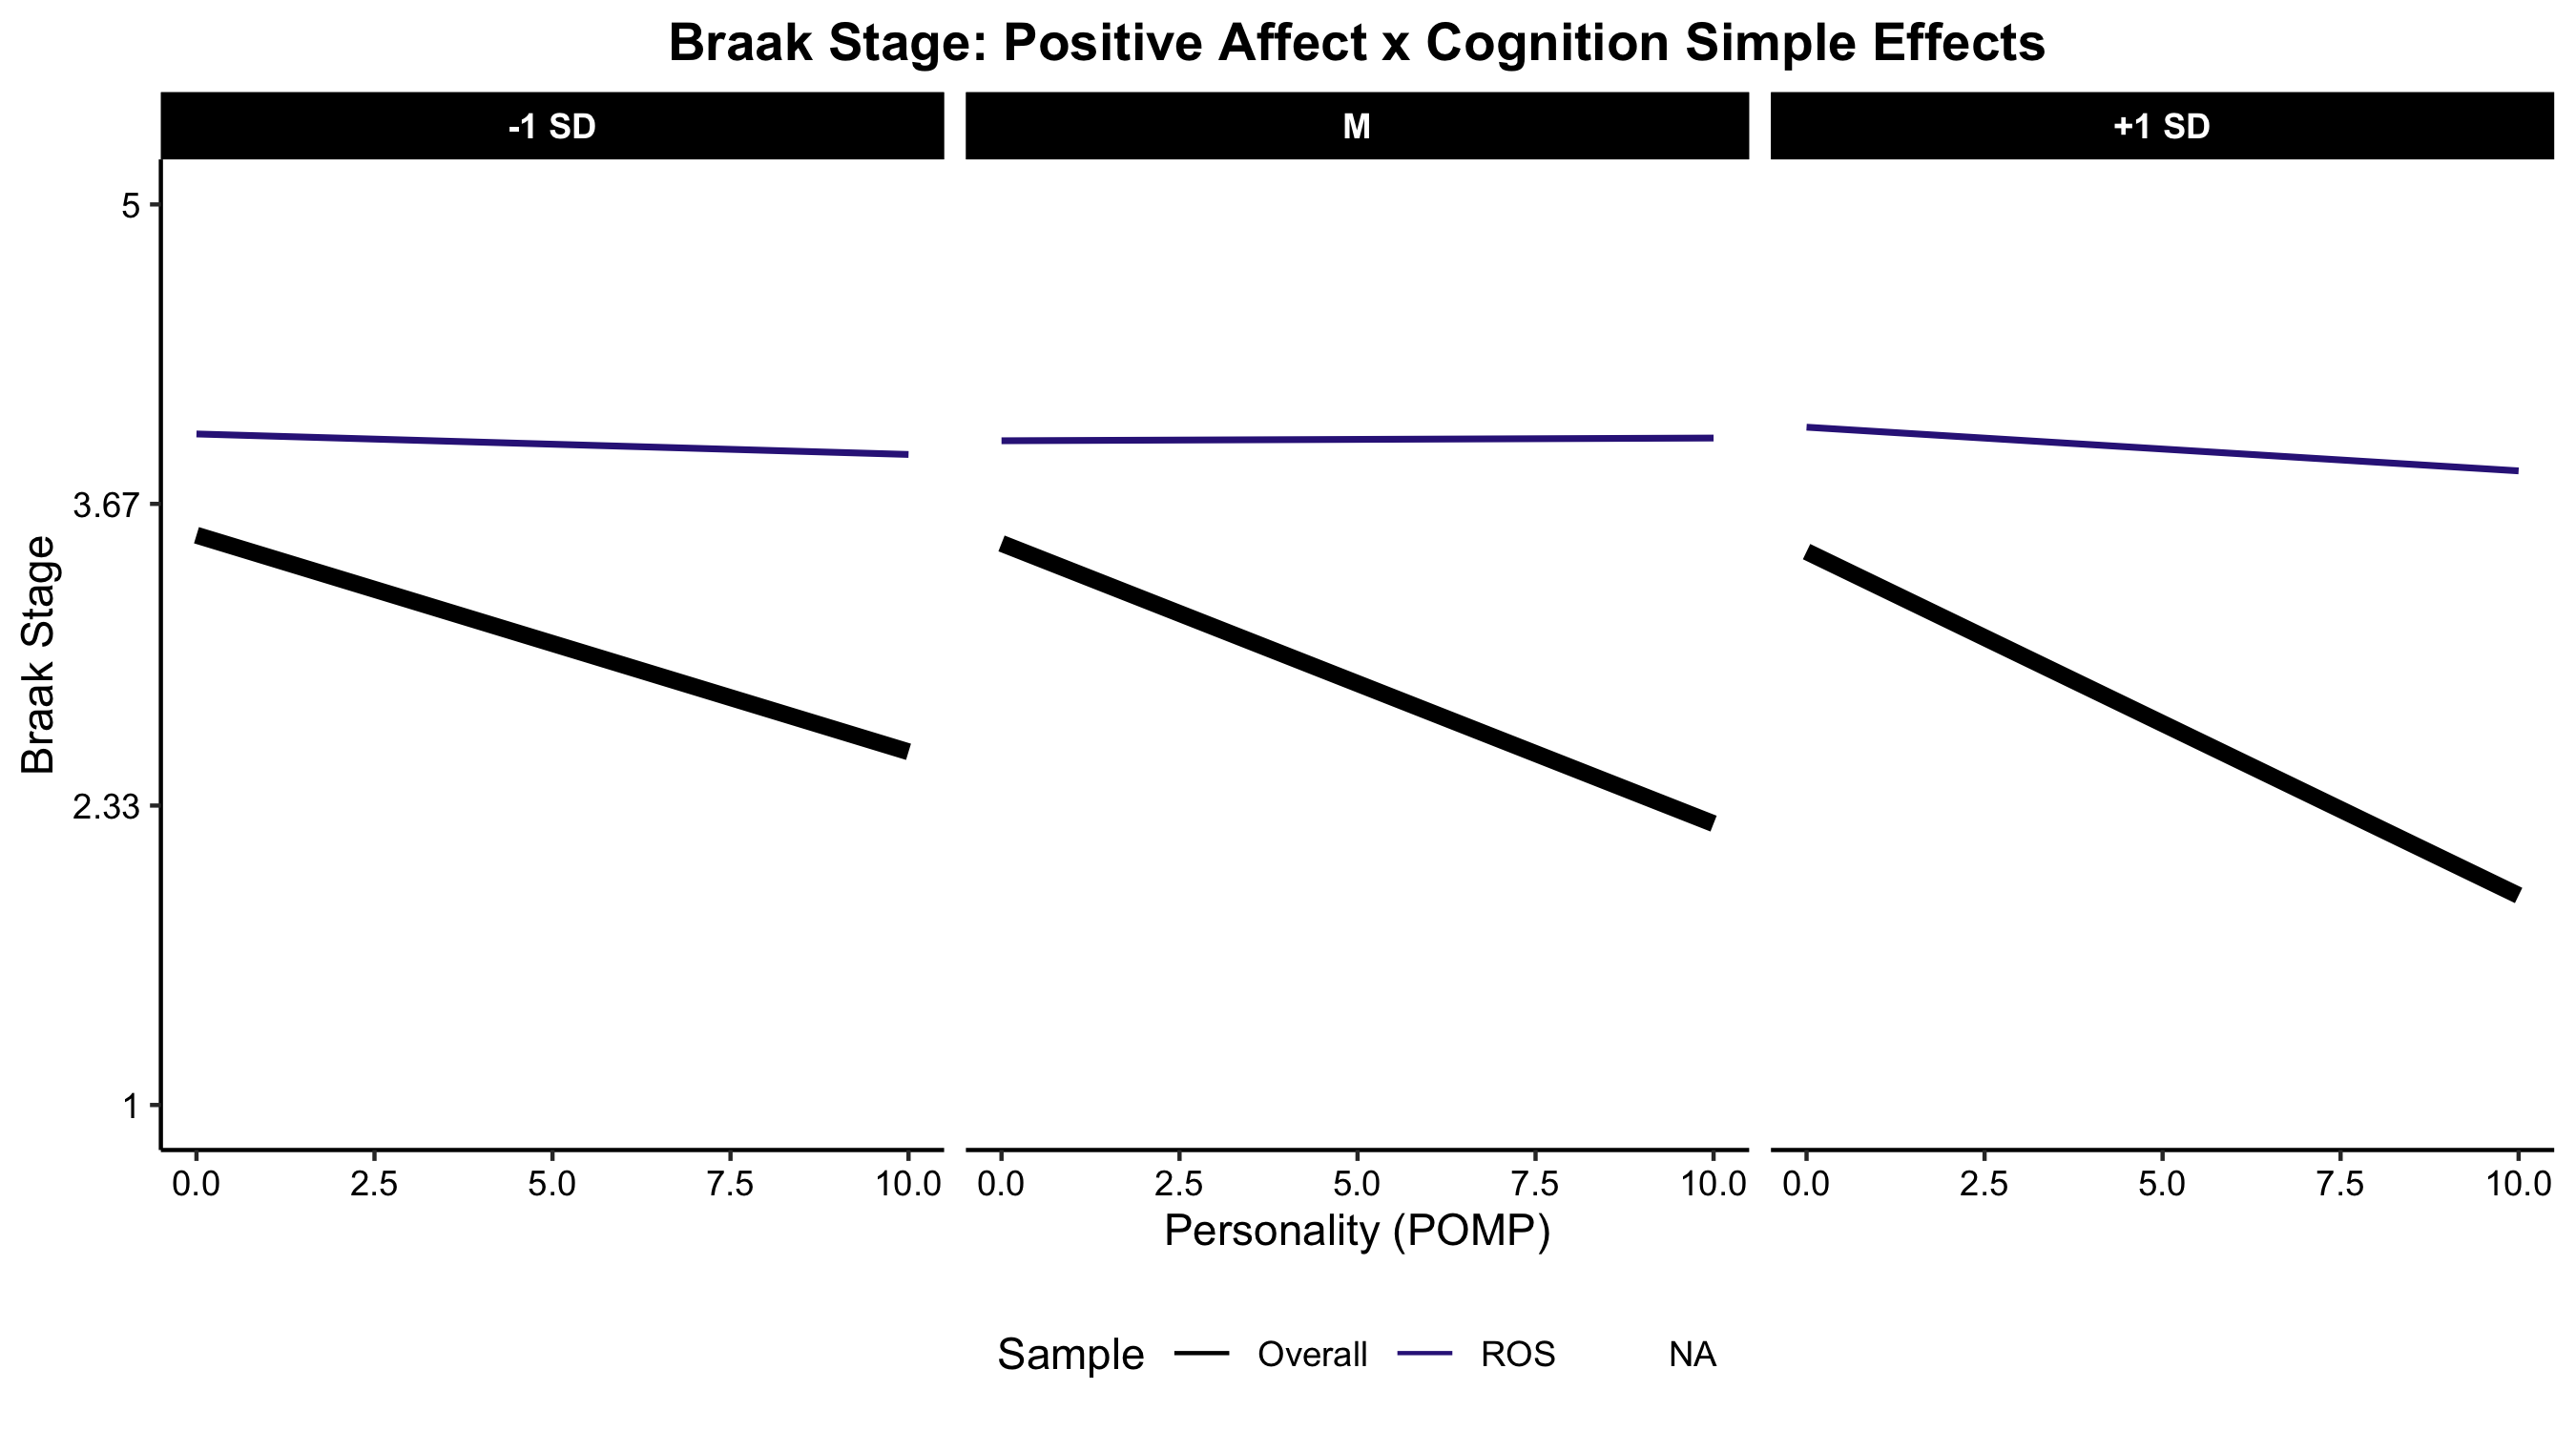 Braak Stage: Positive Affect x Cognition Simple Effects
-1 SD M +1 SD
5
3.67
2.33
1
Braak Stage
0.0 2.5 5.0 7.5 10.0 0.0 2.5 5.0 7.5 10.0 0.0 2.5 5.0 7.5 10.0
Personality (POMP)
Sample Overall ROS NA